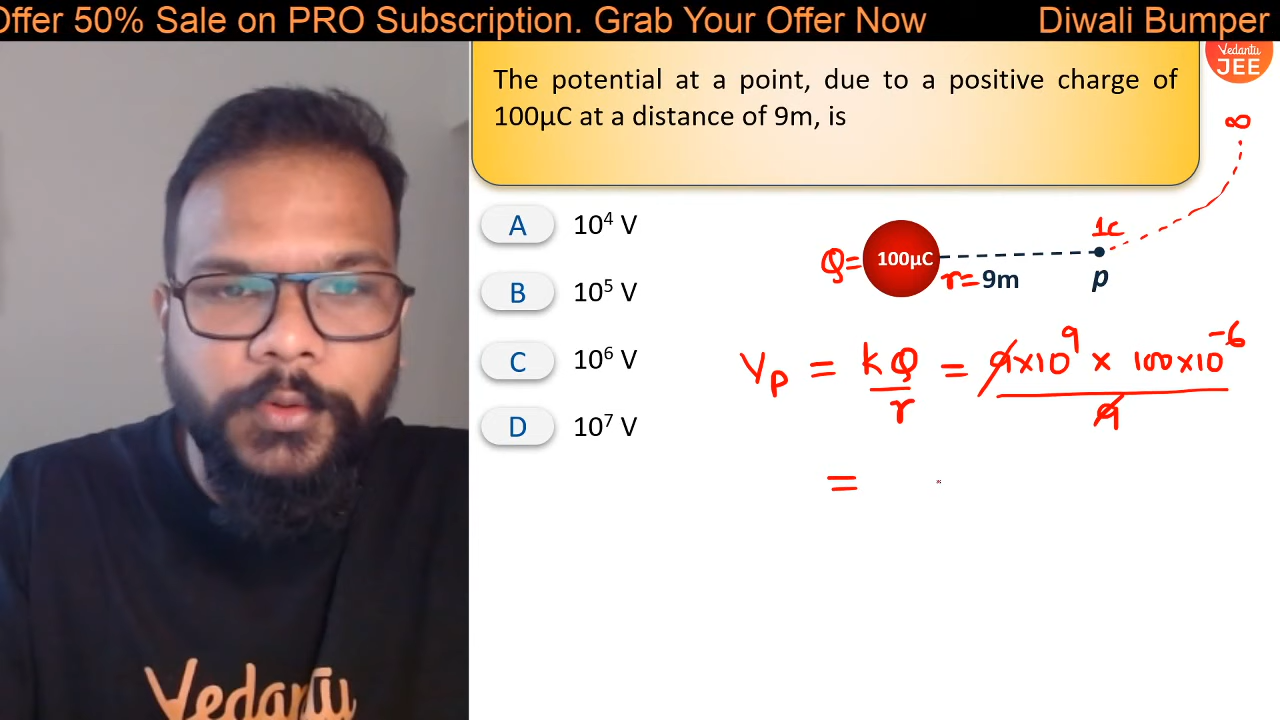 Offer 50% Sale on PRO Subscription. Grab Your Offer Now Diwali Bumper
Vedantu
JEE
The potential at a point, due to a positive charge of
100μC at a distance of 9m, is
A 10⁴ V
B 10⁵ V
C 10⁶ V
D 10⁷ V
∞
1C
Q= 100μC
r= 9m
p
V_P = kQ/r = 9×10⁹ × 100×10⁻⁶ / 9
=
Vedantu